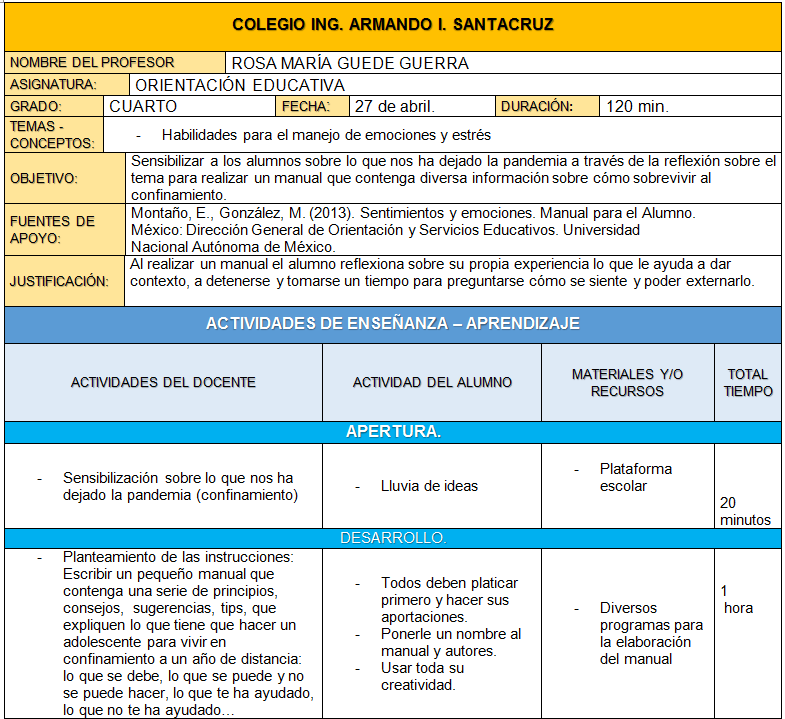 COLEGIO ING. ARMANDO I. SANTACRUZ
NOMBRE DEL PROFESOR
ROSA MARÍA GUEDE GUERRA
ASIGNATURA:
ORIENTACIÓN EDUCATIVA
GRADO:
CUARTO
FECHA:
27 de abril.
DURACIÓN:
120 min.
TEMAS -
CONCEPTOS:
- Habilidades para el manejo de emociones y estrés
OBJETIVO:
Sensibilizar a los alumnos sobre lo que nos ha dejado la pandemia a través de la reflexión sobre el
tema para realizar un manual que contenga diversa información sobre cómo sobrevivir al
confinamiento.
FUENTES DE
APOYO:
Montaño, E., González, M. (2013). Sentimientos y emociones. Manual para el Alumno.
México: Dirección General de Orientación y Servicios Educativos. Universidad
Nacional Autónoma de México.
JUSTIFICACIÓN:
Al realizar un manual el alumno reflexiona sobre su propia experiencia lo que le ayuda a dar
contexto, a detenerse y tomarse un tiempo para preguntarse cómo se siente y poder externarlo.
ACTIVIDADES DE ENSEÑANZA – APRENDIZAJE
ACTIVIDADES DEL DOCENTE
ACTIVIDAD DEL ALUMNO
MATERIALES Y/O
RECURSOS
TOTAL
TIEMPO
APERTURA.
- Sensibilización sobre lo que nos ha
dejado la pandemia (confinamiento)
- Lluvia de ideas
- Plataforma
escolar
20
minutos
DESARROLLO.
- Planteamiento de las instrucciones:
Escribir un pequeño manual que
contenga una serie de principios,
consejos, sugerencias, tips, que
expliquen lo que tiene que hacer un
adolescente para vivir en
confinamiento a un año de distancia:
lo que se debe, lo que se puede y no
se puede hacer, lo que te ha ayudado,
lo que no te ha ayudado…
- Todos deben platicar
primero y hacer sus
aportaciones.
- Ponerle un nombre al
manual y autores.
- Usar toda su
creatividad.
- Diversos
programas para
la elaboración
del manual
1
hora